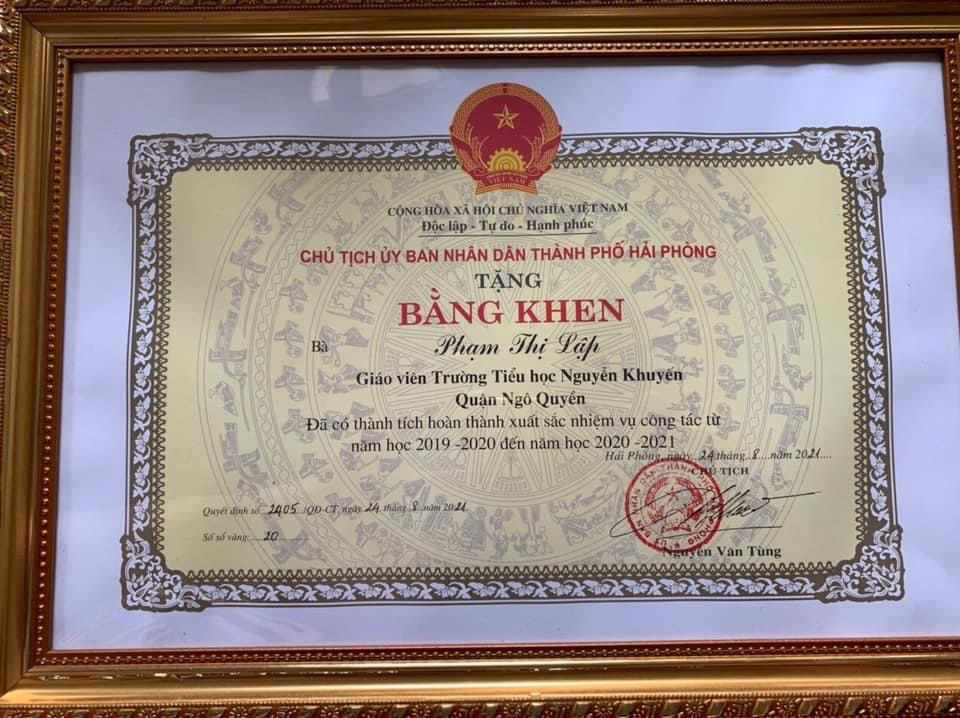 VIỆT NAM
CỘNG HÒA XÃ HỘI CHỦ NGHĨA VIỆT NAM
Độc lập - Tự do - Hạnh phúc
CHỦ TỊCH ỦY BAN NHÂN DÂN THÀNH PHỐ HẢI PHÒNG
TẶNG
BẰNG KHEN
Bà Phạm Thị Lập
Giáo viên Trường Tiểu học Nguyễn Khuyến
Quận Ngô Quyền
Đã có thành tích hoàn thành xuất sắc nhiệm vụ công tác từ
năm học 2019 -2020 đến năm học 2020 -2021
Hải Phòng, ngày..24.tháng..8...năm 2021....
CHỦ TỊCH
Quyết định số: 2405 /QĐ-CT, ngày 24. tháng .8 .năm 2021
Số sổ vàng:....20..........
Nguyễn Văn Tùng